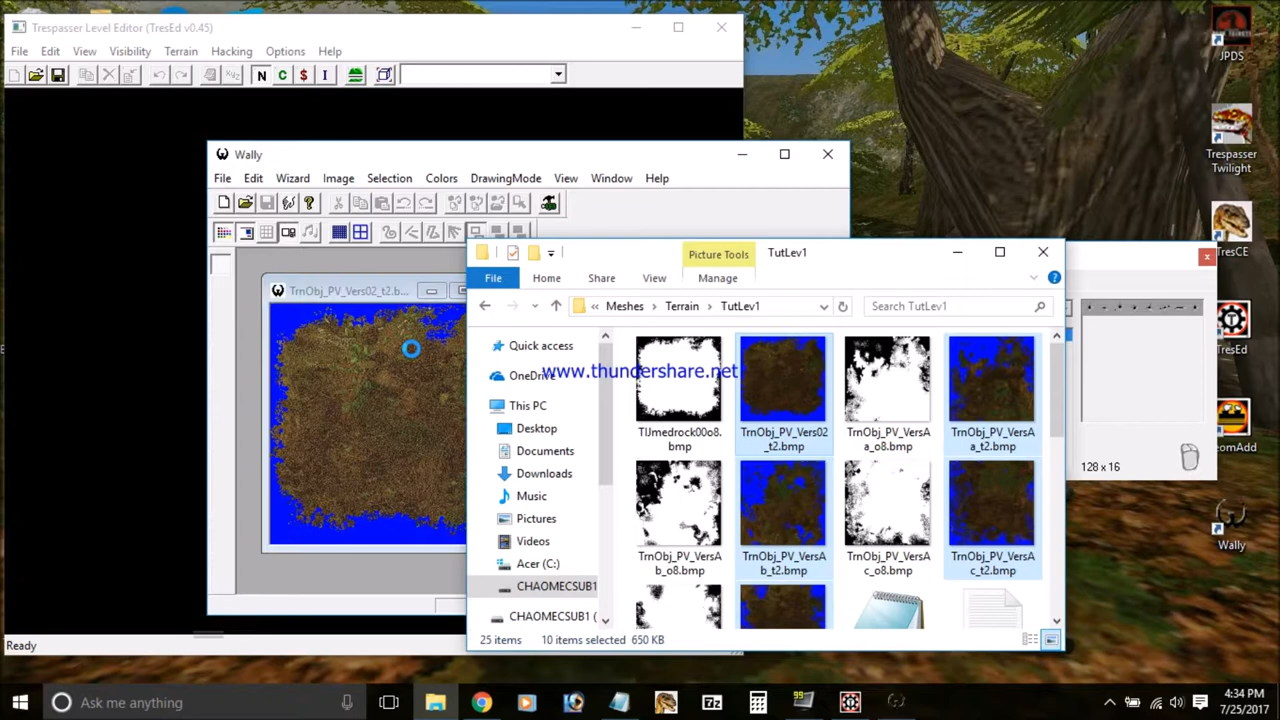 Trespasser Level Editor (TresEd v0.45)
File Edit View Visibility Terrain Hacking Options Help
N C $ I
Wally
File Edit Wizard Image Selection Colors DrawingMode View Window Help
TrnObj_PV_Vers02_t2.b...
Picture Tools
TutLev1
File Home Share View Manage
« Meshes > Terrain > TutLev1
Search TutLev1
Quick access
OneDrive
This PC
Desktop
Documents
Downloads
Music
Pictures
Videos
Acer (C:)
CHAOMECSUB1
CHAOMECSUB1 (
www.thundershare.net
TlJmedrock00o8.
bmp
TrnObj_PV_Vers02
_t2.bmp
TrnObj_PV_VersA
a_o8.bmp
TrnObj_PV_VersA
a_t2.bmp
TrnObj_PV_VersA
b_o8.bmp
TrnObj_PV_VersA
b_t2.bmp
TrnObj_PV_VersA
c_o8.bmp
TrnObj_PV_VersA
c_t2.bmp
25 items 10 items selected 650 KB
Ready
128 x 16
JPDS
Trespasser
Twilight
TresCE
TresEd
GeomAdd
Wally
Ask me anything
99
4:34 PM
7/25/2017